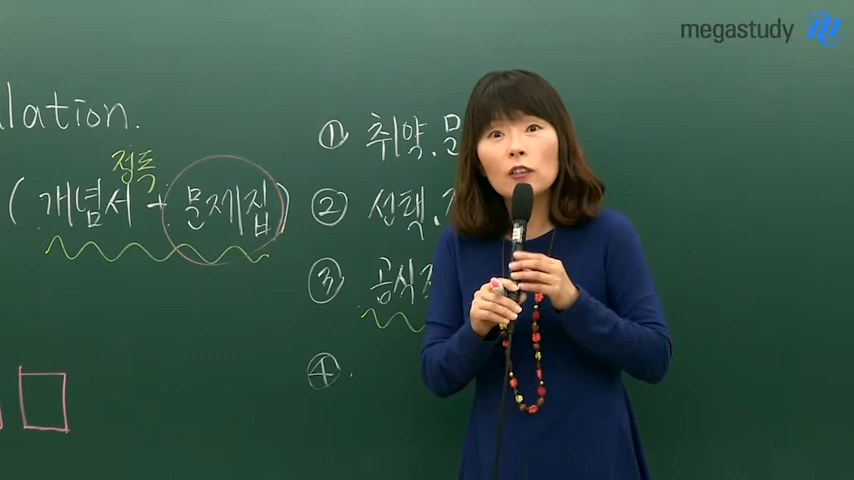 megastudy
lation.
정독
(개념서 + 문제집)
① 취약.문
② 선택.
③ 공식
④.